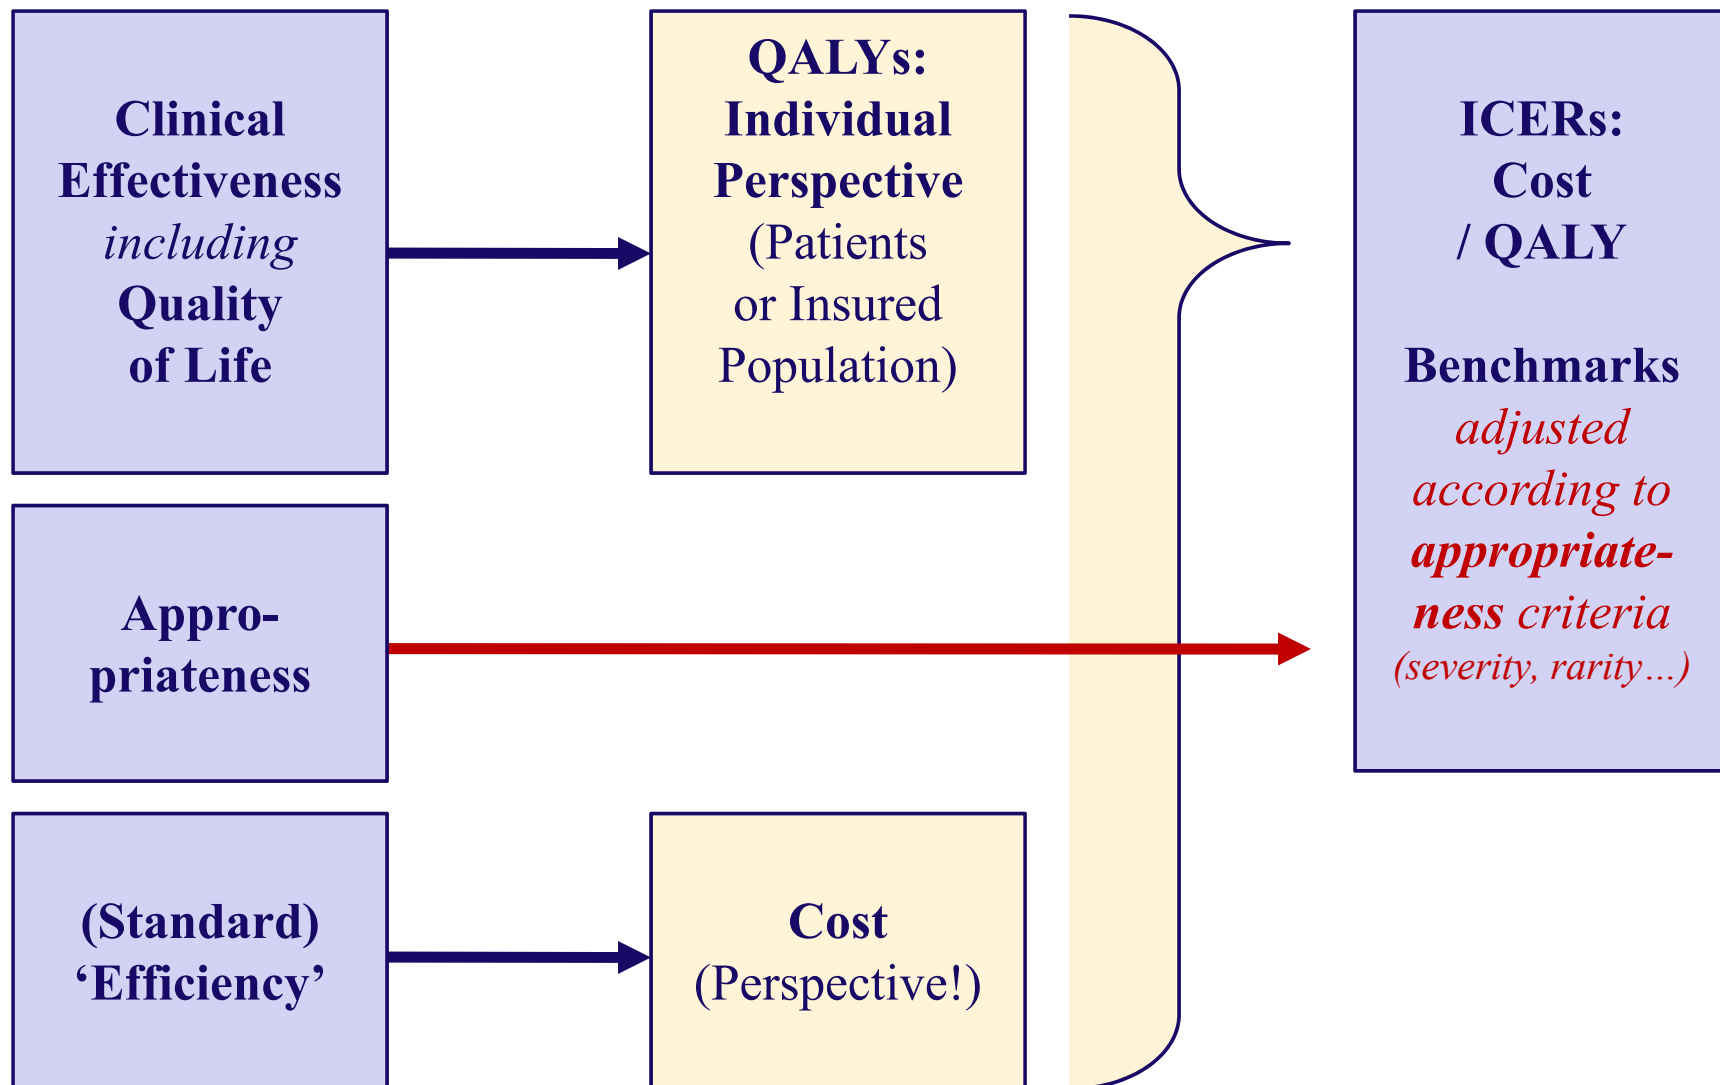 Clinical
Effectiveness
including
Quality
of Life
QALYs:
Individual
Perspective
(Patients
or Insured
Population)
ICERs:
Cost
/ QALY
Benchmarks
adjusted
according to
appropriate-
ness criteria
(severity, rarity…)
Appro-
priateness
(Standard)
‘Efficiency’
Cost
(Perspective!)